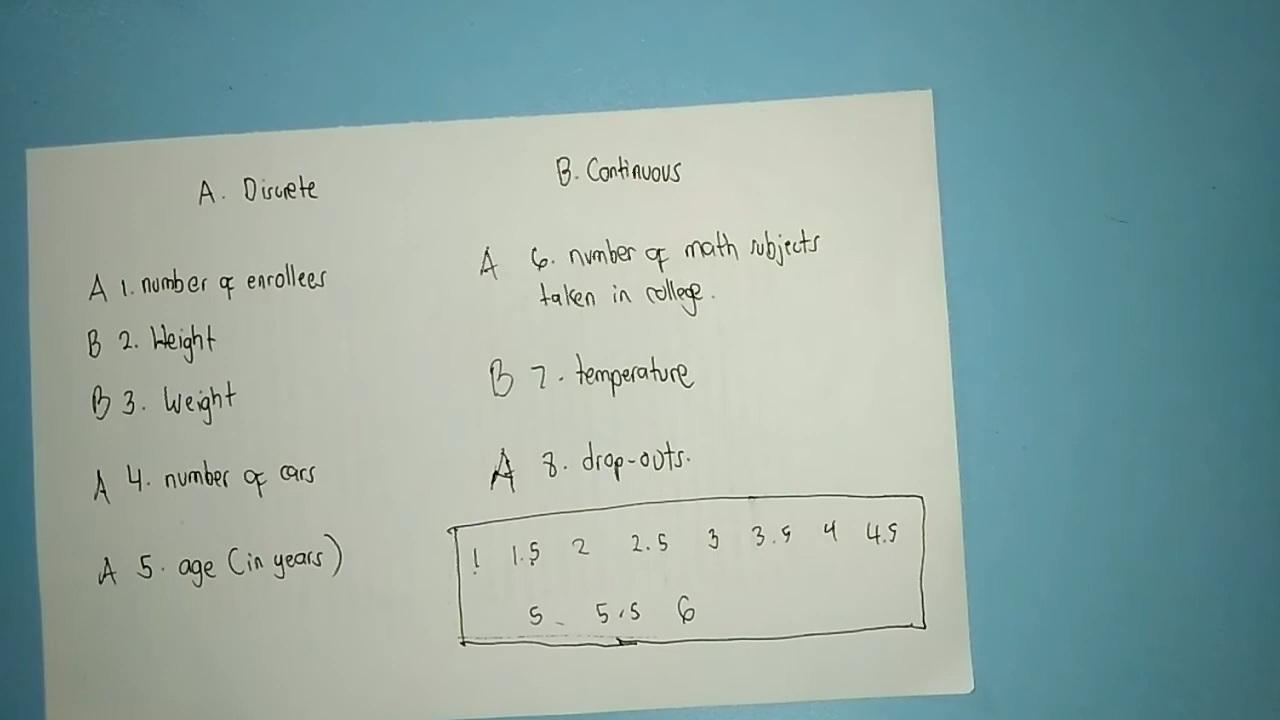 A. Discrete
A 1. number of enrollees
B 2. Height
B 3. Weight
A 4. number of cars
A 5. age (in years)
B. Continuous
A 6. number of math subjects
taken in college.
B 7. temperature
A 8. drop-outs.
1 1.5 2 2.5 3 3.5 4 4.5
5 5.5 6